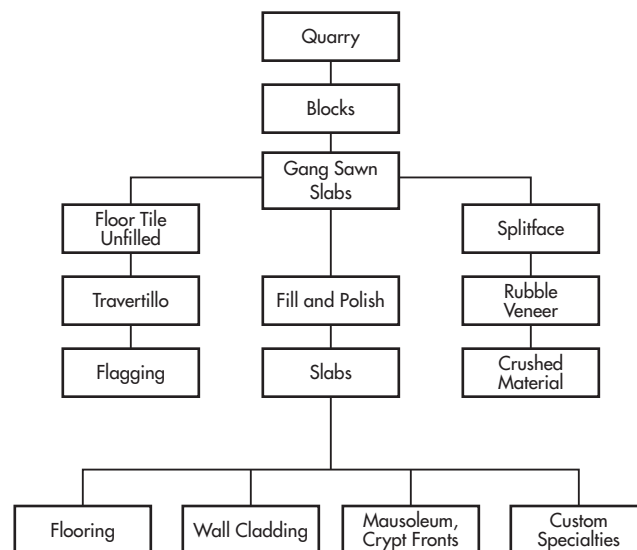 Quarry
Blocks
Gang Sawn
Slabs
Floor Tile
Unfilled
Splitface
Travertillo
Fill and Polish
Rubble
Veneer
Flagging
Slabs
Crushed
Material
Flooring
Wall Cladding
Mausoleum,
Crypt Fronts
Custom
Specialties